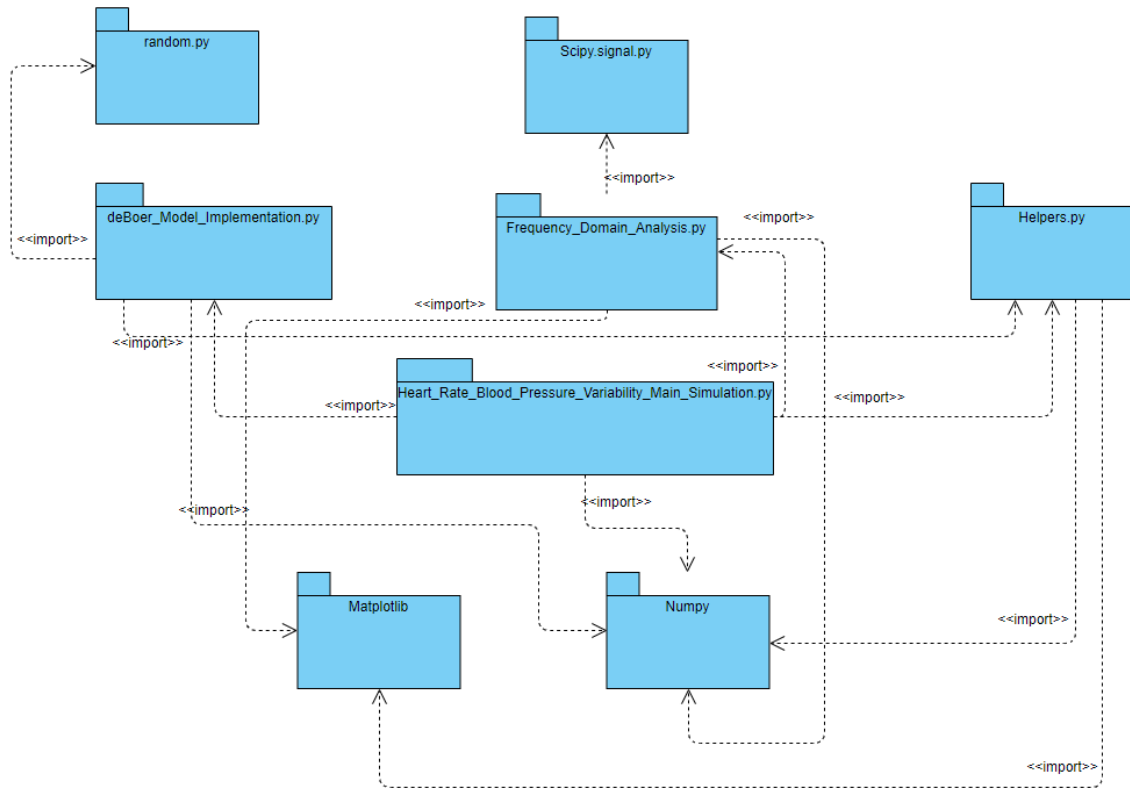 random.py
Scipy.signal.py
<<import>>
deBoer_Model_Implementation.py
Frequency_Domain_Analysis.py
Helpers.py
<<import>>
<<import>>
<<import>>
<<import>>
<<import>>
Heart_Rate_Blood_Pressure_Variability_Main_Simulation.py
<<import>>
<<import>>
<<import>>
<<import>>
Matplotlib
Numpy
<<import>>
<<import>>